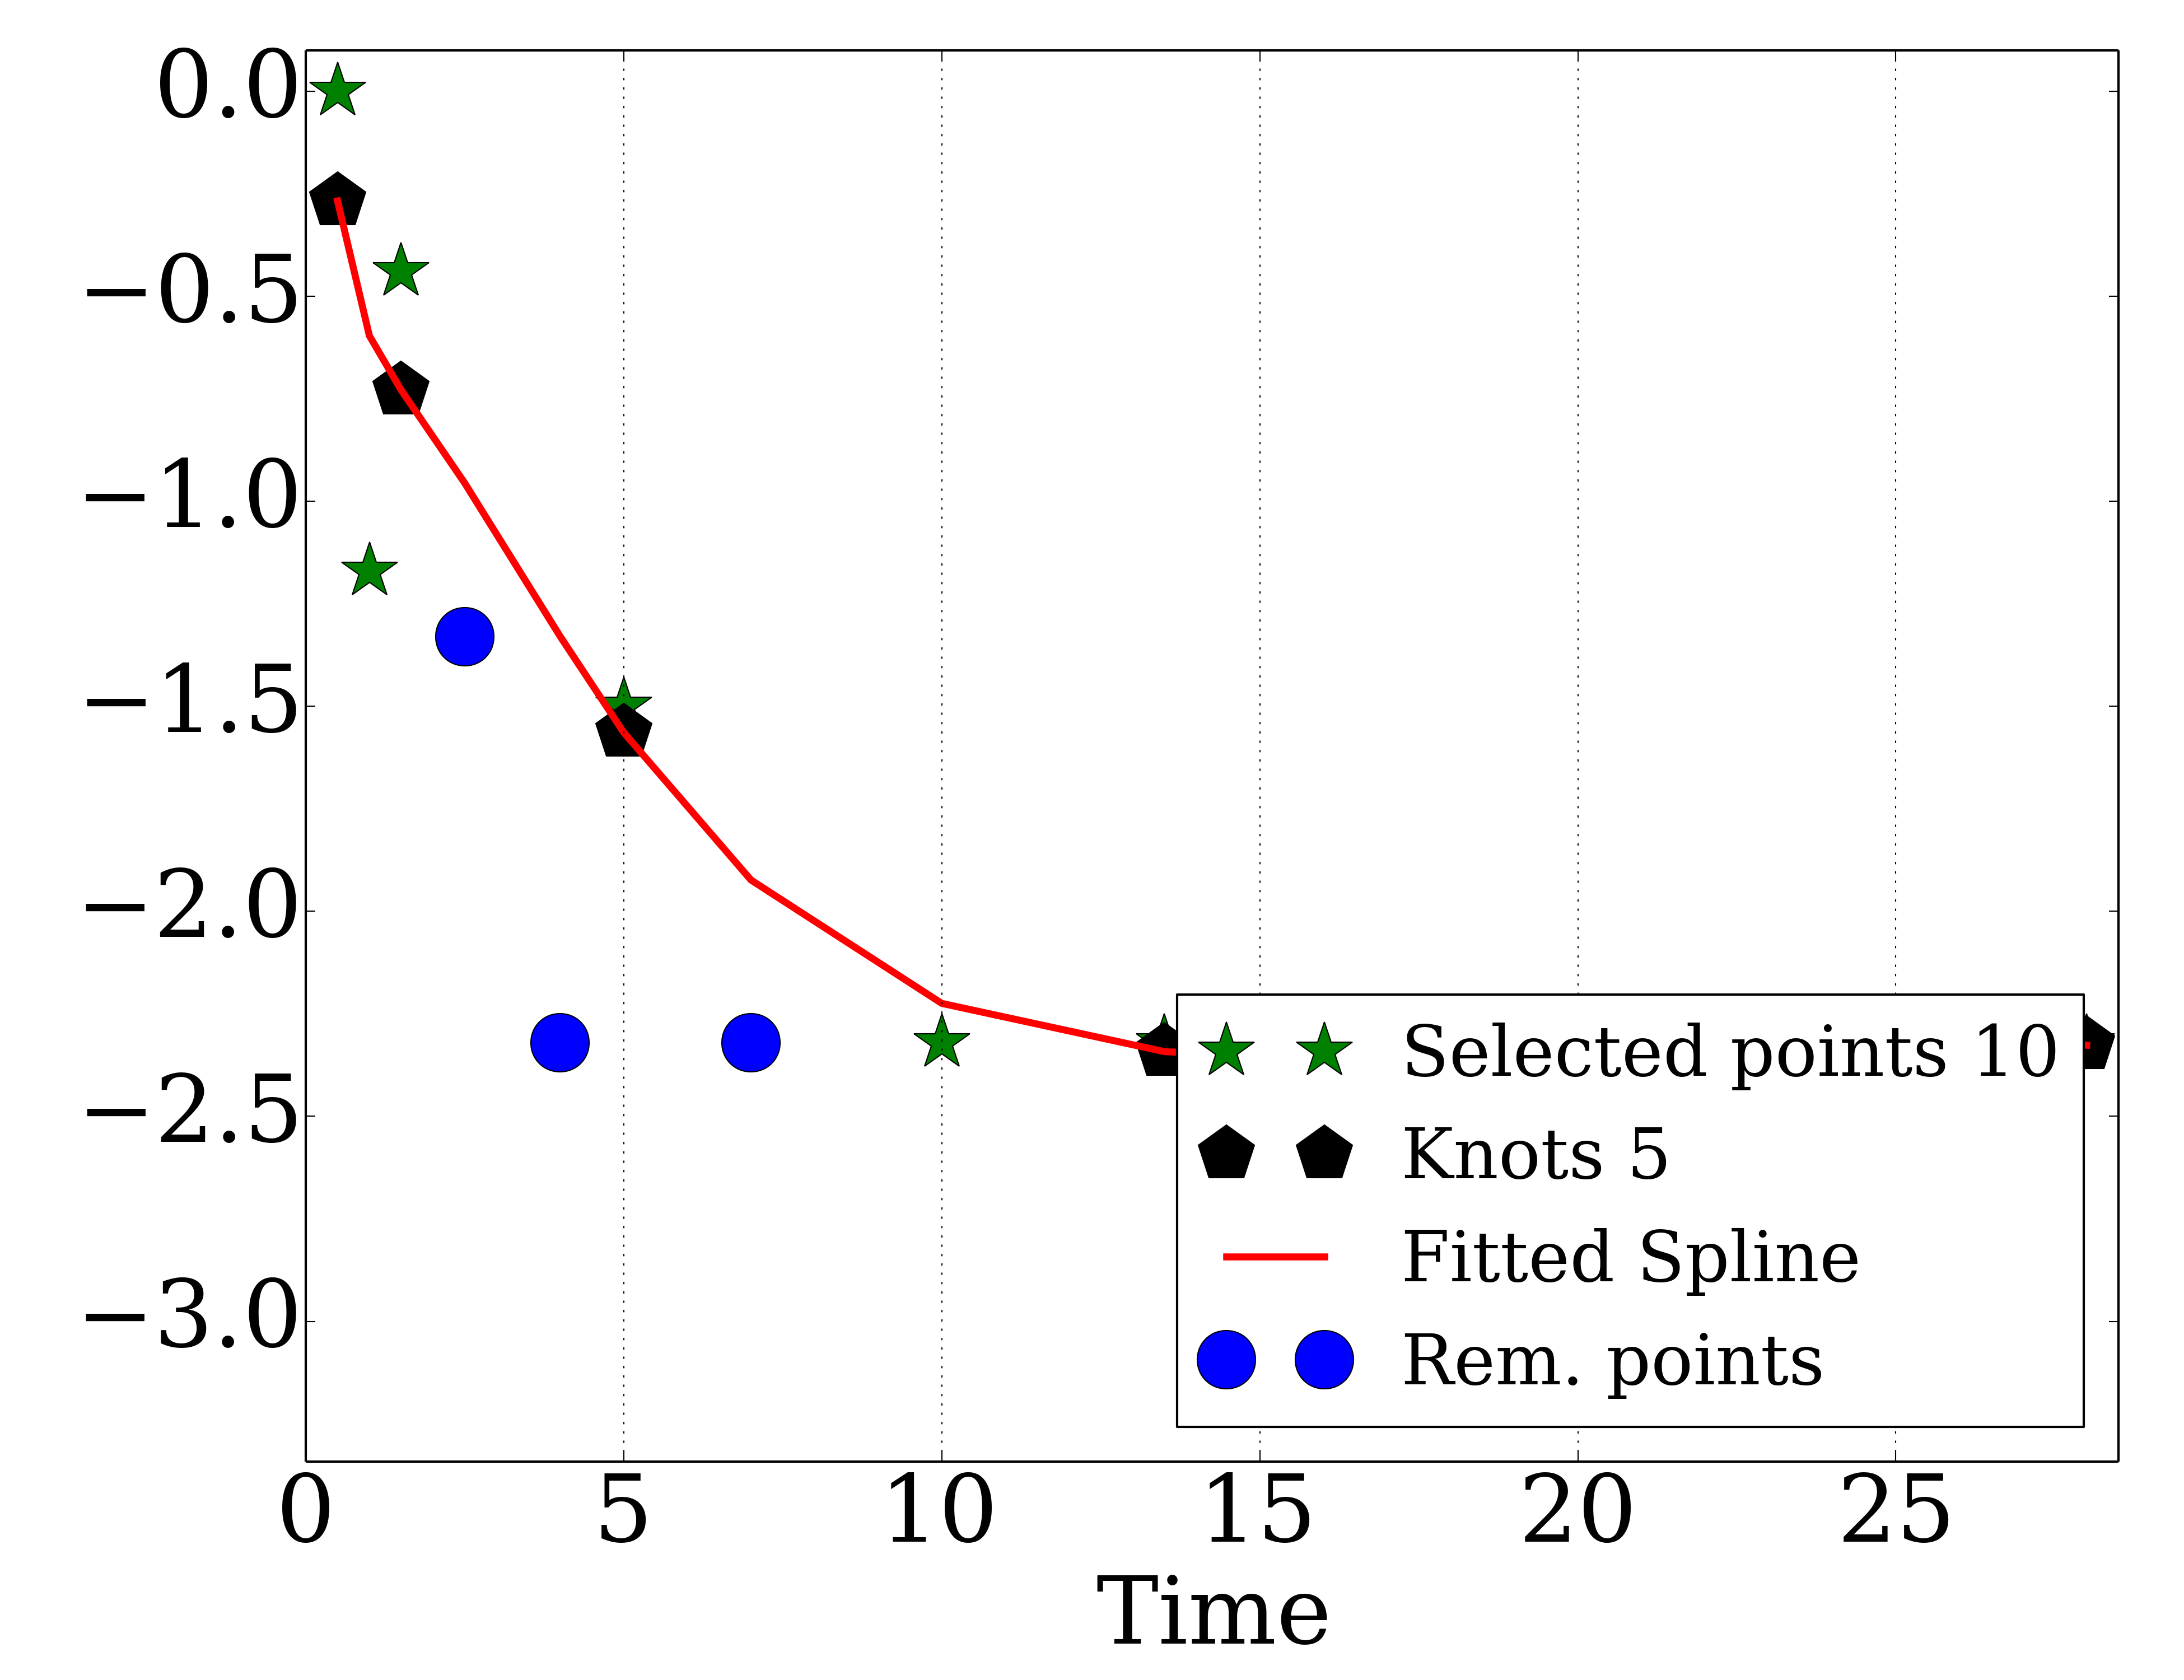 0.0
−0.5
−1.0
−1.5
−2.0
−2.5
−3.0
Selected points 10
Knots 5
Fitted Spline
Rem. points
0 5 10 15 20 25
Time